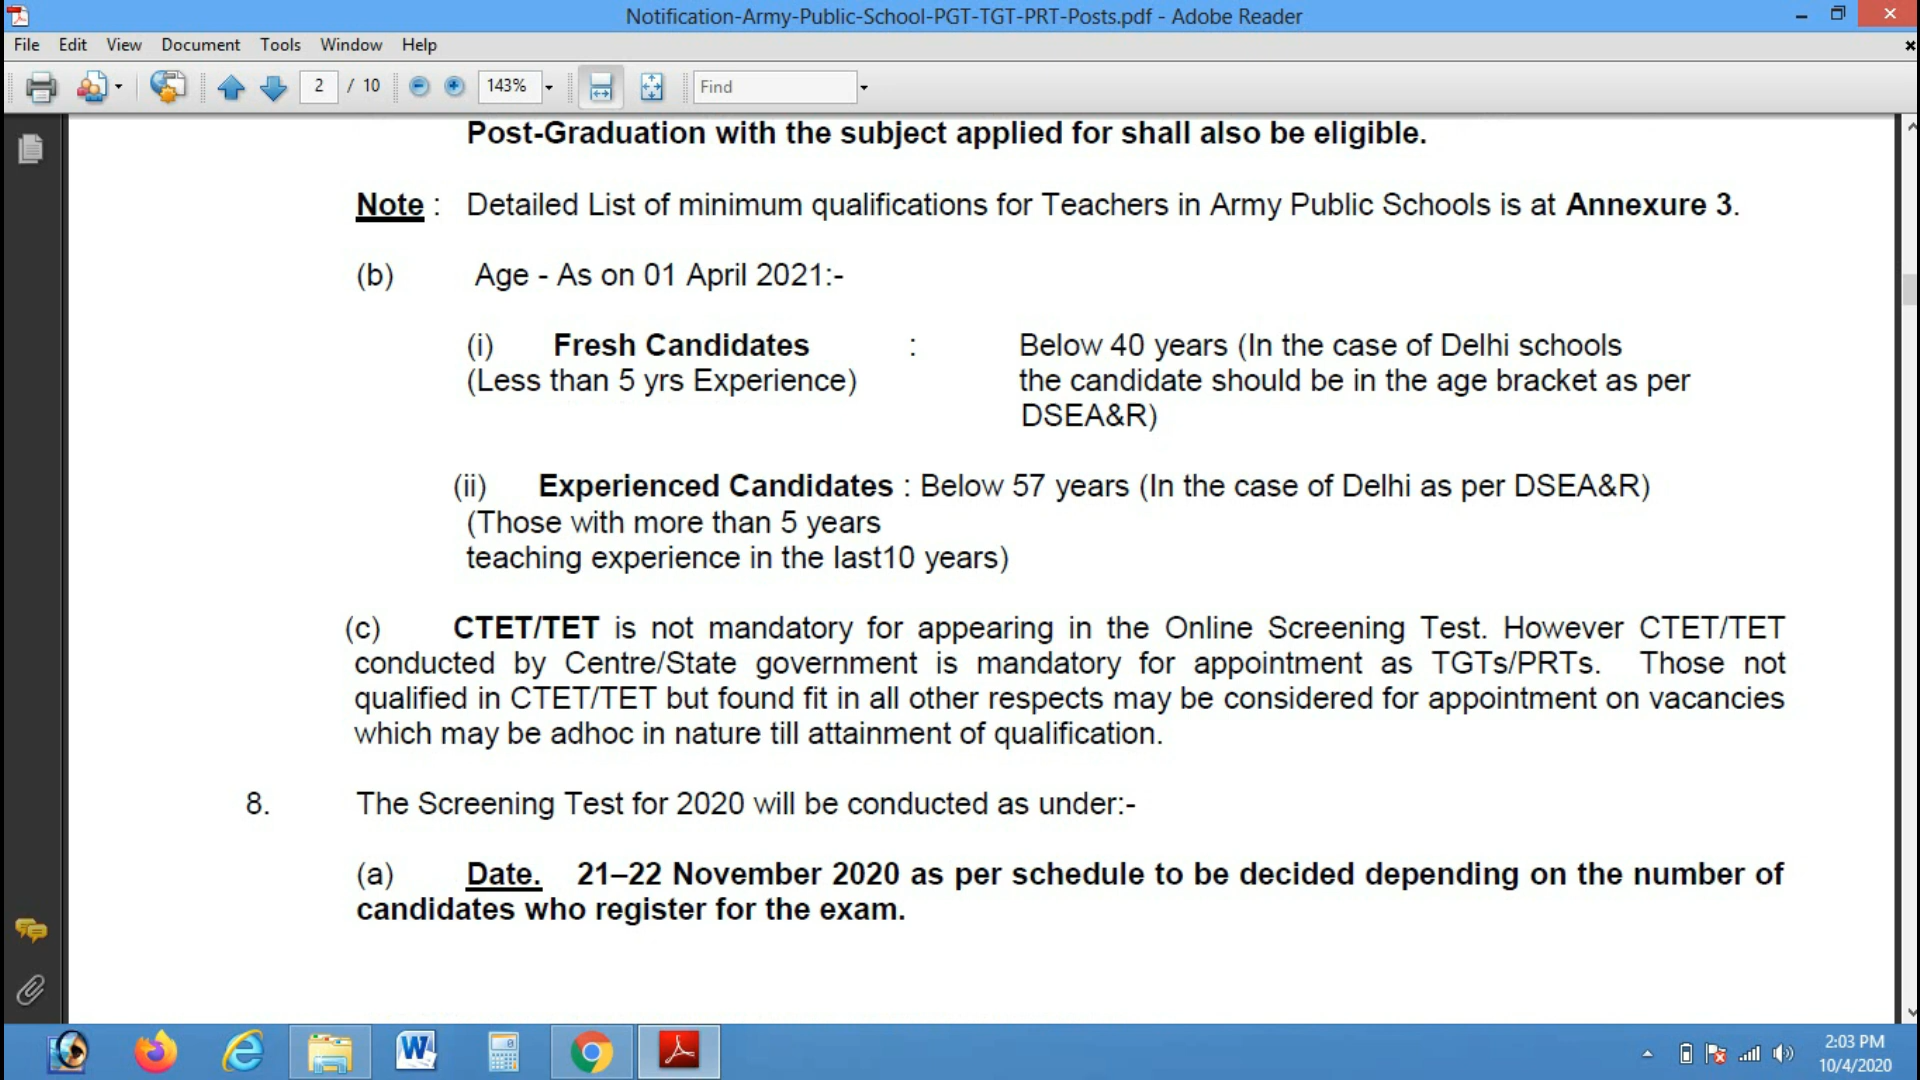 Notification-Army-Public-School-PGT-TGT-PRT-Posts.pdf - Adobe Reader
File Edit View Document Tools Window Help
2 / 10 143% Find
Post-Graduation with the subject applied for shall also be eligible.
Note : Detailed List of minimum qualifications for Teachers in Army Public Schools is at Annexure 3.
(b) Age - As on 01 April 2021:-
(i) Fresh Candidates : Below 40 years (In the case of Delhi schools
(Less than 5 yrs Experience) the candidate should be in the age bracket as per
DSEA&R)
(ii) Experienced Candidates : Below 57 years (In the case of Delhi as per DSEA&R)
(Those with more than 5 years
teaching experience in the last10 years)
(c) CTET/TET is not mandatory for appearing in the Online Screening Test. However CTET/TET
conducted by Centre/State government is mandatory for appointment as TGTs/PRTs. Those not
qualified in CTET/TET but found fit in all other respects may be considered for appointment on vacancies
which may be adhoc in nature till attainment of qualification.
8. The Screening Test for 2020 will be conducted as under:-
(a) Date. 21–22 November 2020 as per schedule to be decided depending on the number of
candidates who register for the exam.
2:03 PM
10/4/2020